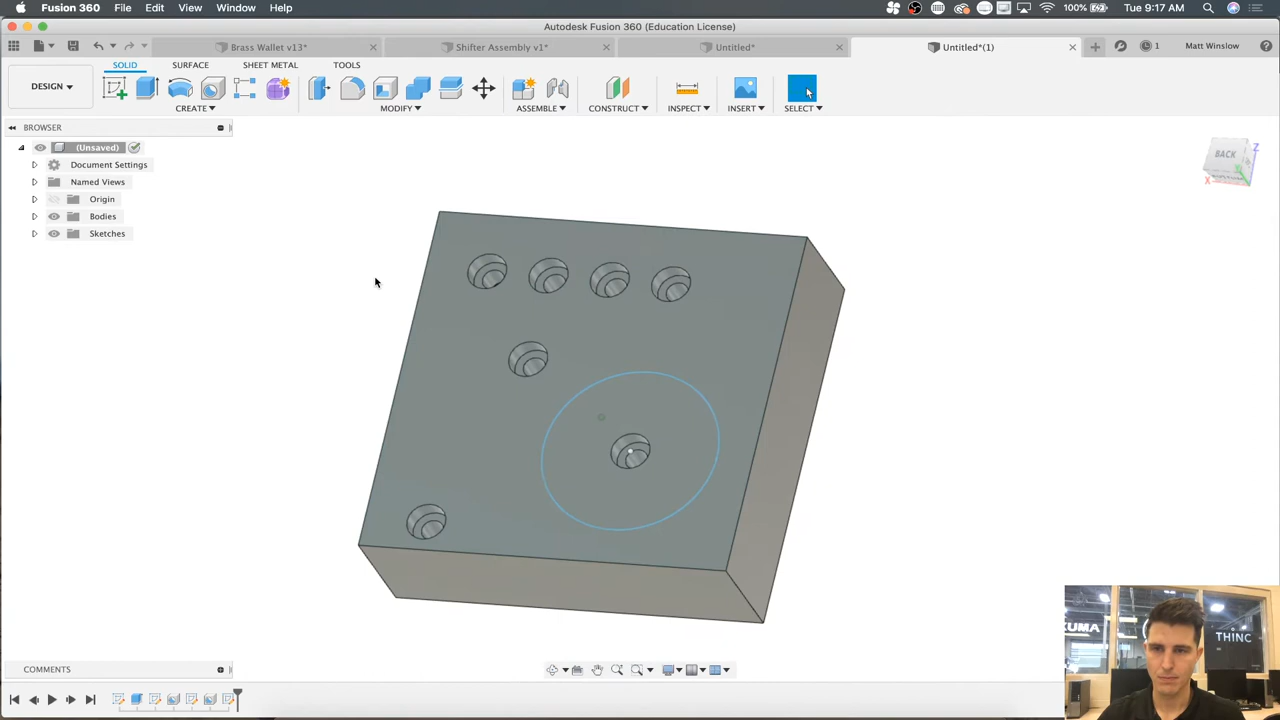 Fusion 360 File Edit View Window Help 100% Tue 9:17 AM
Autodesk Fusion 360 (Education License)
Brass Wallet v13* Shifter Assembly v1* Untitled* Untitled*(1) 1 Matt Winslow
SOLID SURFACE SHEET METAL TOOLS
DESIGN
CREATE MODIFY ASSEMBLE CONSTRUCT INSPECT INSERT SELECT
BROWSER
(Unsaved)
Document Settings
Named Views
Origin
Bodies
Sketches
BACK
Z
X
KUMA
THINC
COMMENTS